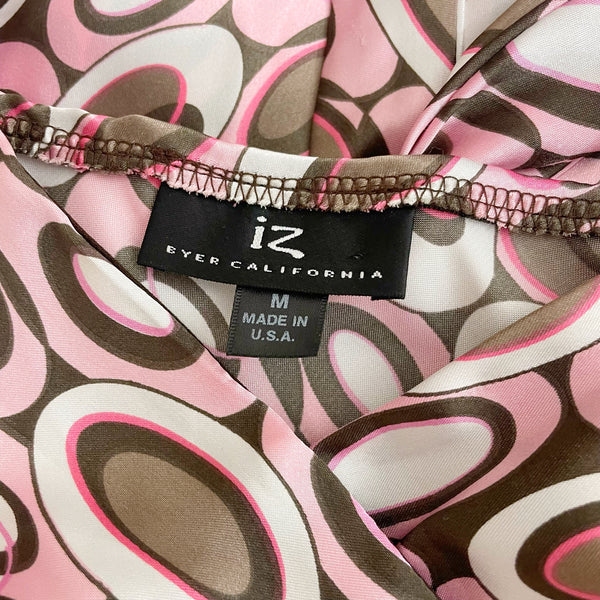 iz
BYER CALIFORNIA
M
MADE IN
U.S.A.